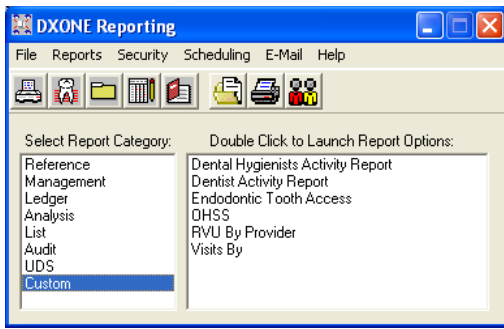 DXONE Reporting
File Reports Security Scheduling E-Mail Help
Select Report Category:
Reference
Management
Ledger
Analysis
List
Audit
UDS
Custom
Double Click to Launch Report Options:
Dental Hygienists Activity Report
Dentist Activity Report
Endodontic Tooth Access
OHSS
RVU By Provider
Visits By